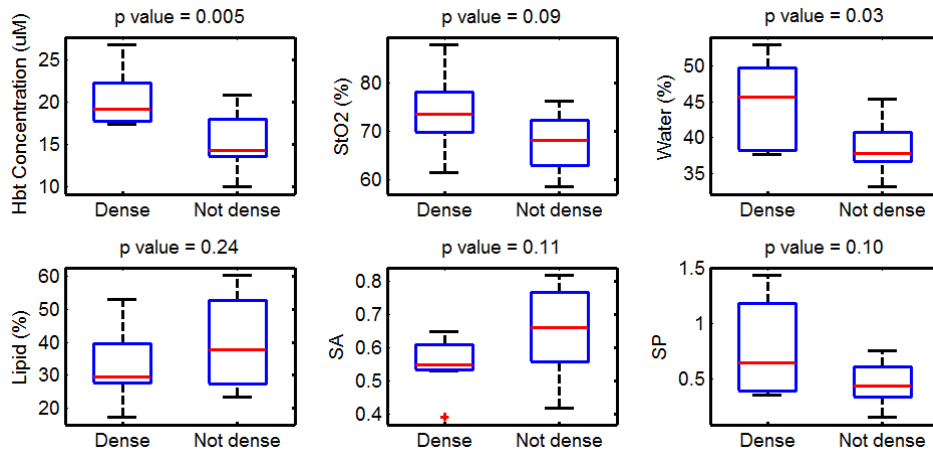 p value = 0.005
Hbt Concentration (uM)
25
20
15
10
Dense
Not dense
p value = 0.09
StO2 (%)
80
70
60
Dense
Not dense
p value = 0.03
Water (%)
50
45
40
35
Dense
Not dense
p value = 0.24
Lipid (%)
60
50
40
30
20
Dense
Not dense
p value = 0.11
SA
0.8
0.7
0.6
0.5
0.4
Dense
Not dense
p value = 0.10
SP
1.5
1
0.5
Dense
Not dense